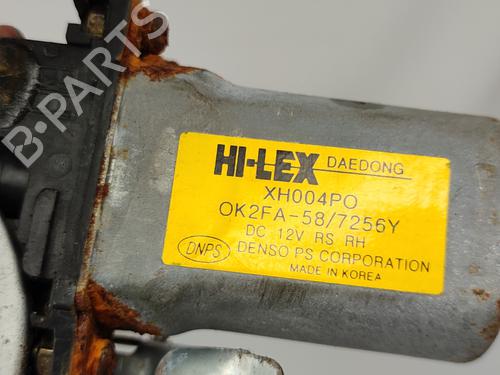 B-PARTS
HI-LEX DAEDONG
XH004PO
OK2FA-58/7256Y
DC 12V RS RH
DNPS
DENSO PS CORPORATION
MADE IN KOREA